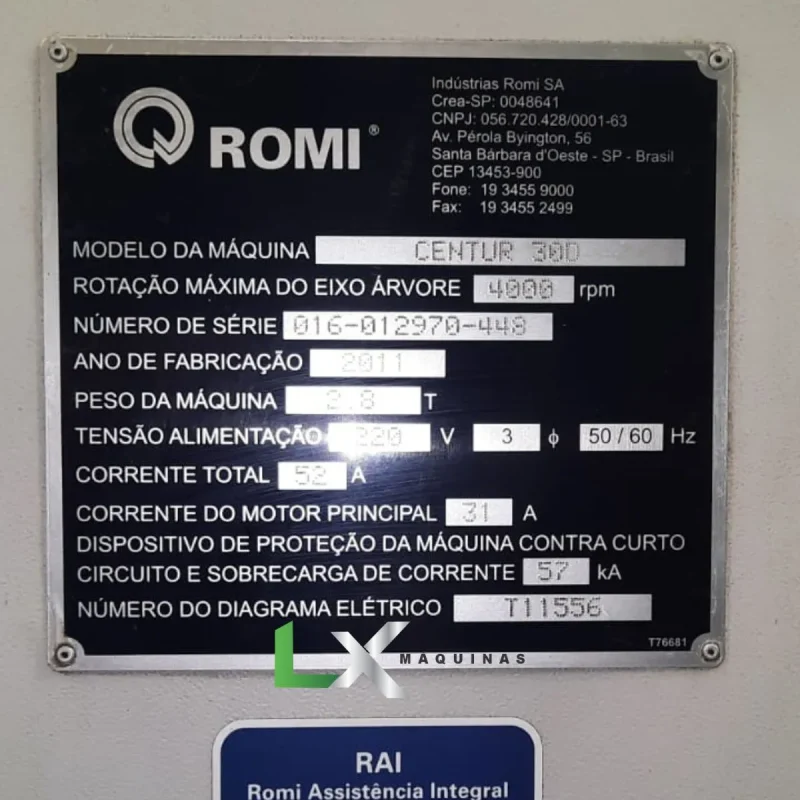 ROMI®
Indústrias Romi SA
Crea-SP: 0048641
CNPJ: 056.720.428/0001-63
Av. Pérola Byington, 56
Santa Bárbara d'Oeste - SP - Brasil
CEP 13453-900
Fone: 19 3455 9000
Fax: 19 3455 2499
MODELO DA MÁQUINA CENTUR 30D
ROTAÇÃO MÁXIMA DO EIXO ÁRVORE 4000 rpm
NÚMERO DE SÉRIE 016-012970-448
ANO DE FABRICAÇÃO 2011
PESO DA MÁQUINA T
TENSÃO ALIMENTAÇÃO 220 V 3 ɸ 50 / 60 Hz
CORRENTE TOTAL 52 A
CORRENTE DO MOTOR PRINCIPAL 31 A
DISPOSITIVO DE PROTEÇÃO DA MÁQUINA CONTRA CURTO
CIRCUITO E SOBRECARGA DE CORRENTE 57 kA
NÚMERO DO DIAGRAMA ELÉTRICO T11556
T76681
LX MAQUINAS
RAI
Romi Assistência Integral